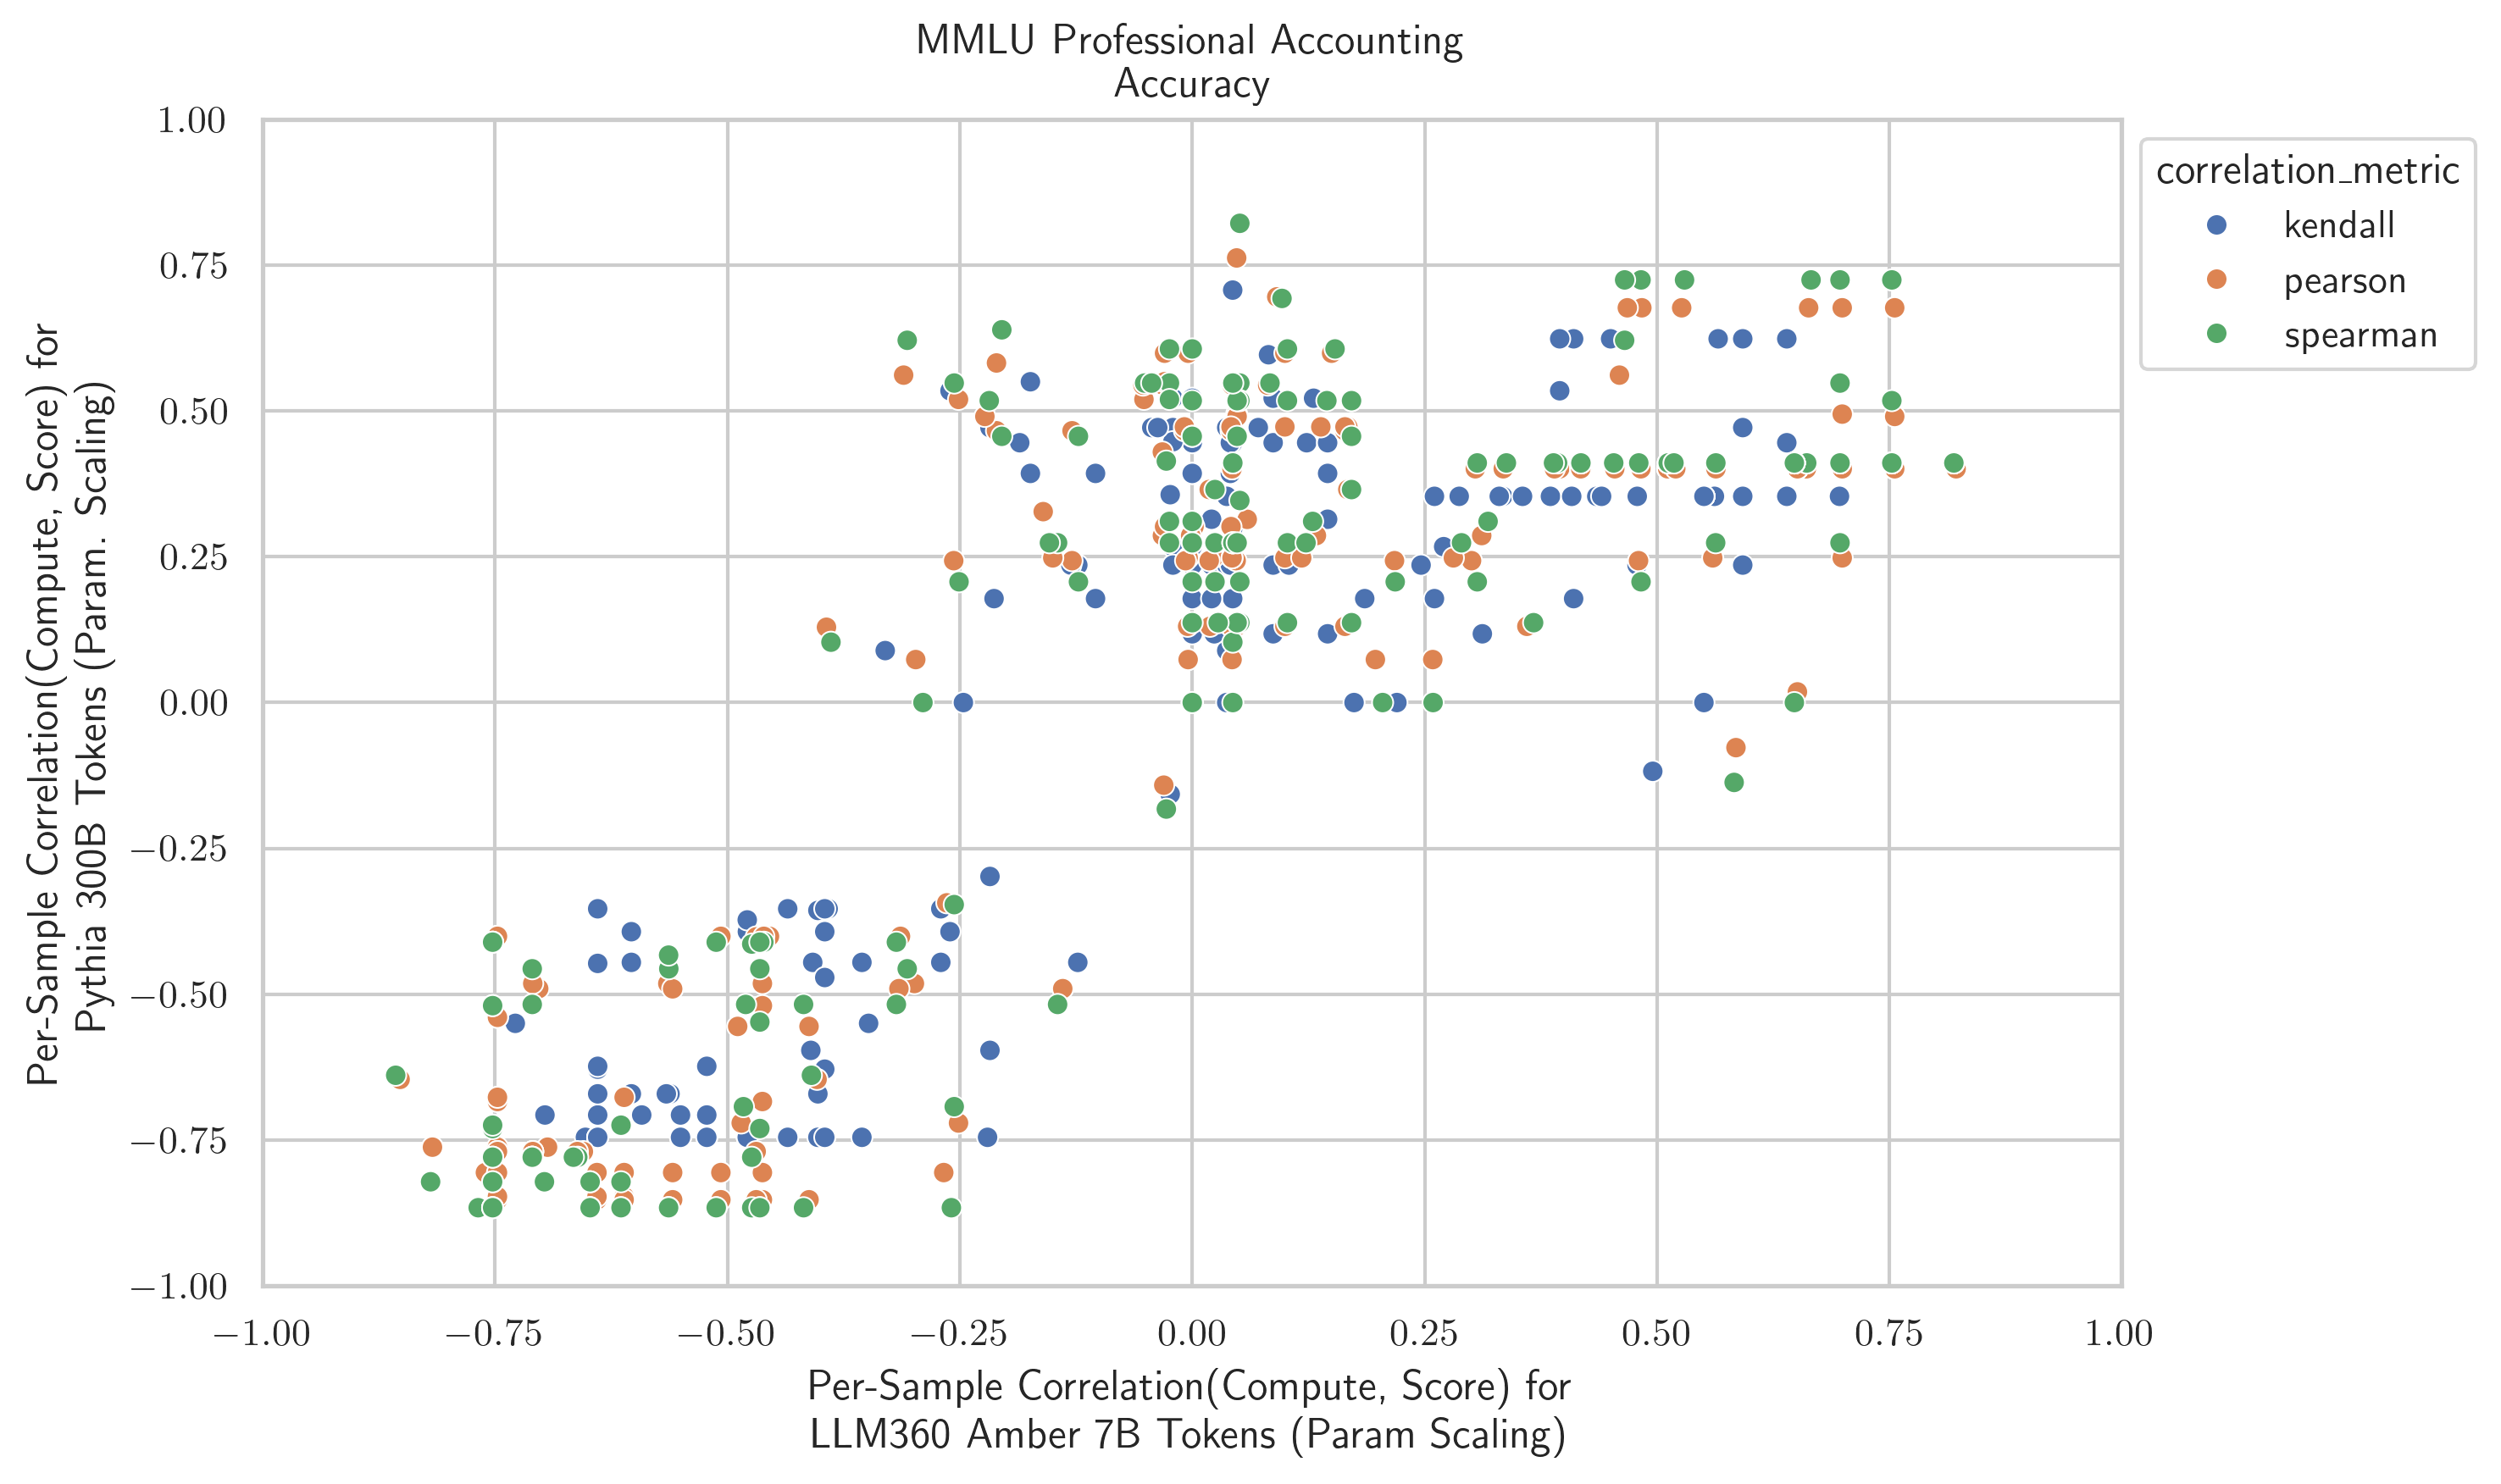 MMLU Professional Accounting
Accuracy
Per-Sample Correlation(Compute, Score) for
Pythia 300B Tokens (Param. Scaling)
1.00
0.75
0.50
0.25
0.00
−0.25
−0.50
−0.75
−1.00
−1.00 −0.75 −0.50 −0.25 0.00 0.25 0.50 0.75 1.00
Per-Sample Correlation(Compute, Score) for
LLM360 Amber 7B Tokens (Param Scaling)
correlation_metric
kendall
pearson
spearman